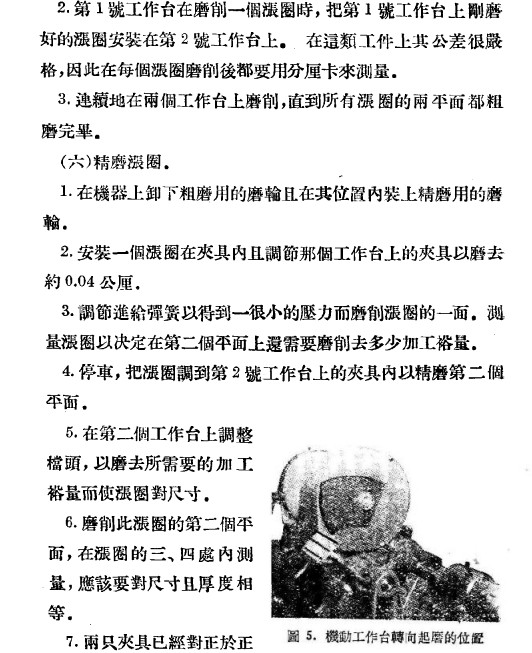 2.第1號工作台在磨削一個漲圈時，把第1號工作台上剛磨
好的漲圈安裝在第2號工作台上。 在這類工件上其公差很嚴
格，因此在每個漲圈磨削後都要用分厘卡來測量。
3.連續地在兩個工作台上磨削，直到所有漲圈的兩平面都粗
磨完畢。
(六)精磨漲圈。
1.在機器上卸下粗磨用的磨輪且在其位置內裝上精磨用的磨
輪。
2.安裝一個漲圈在夾具內且調節那個工作台上的夾具以磨去
約0.04公厘。
3.調節進給彈簧以得到一很小的壓力而磨削漲圈的一面。測
量漲圈以决定在第二個平面上還需要磨削去多少加工裕量。
4.停車，把漲圈調到第2號工作台上的夾具內以精磨第二個
平面。
5.在第二個工作台上調整
檔頭，以磨去所需要的加工
裕量而使漲圈對尺寸。
6.磨削此漲圈的第二個平
面，在漲圈的三、四處內測
量，應該要對尺寸且厚度相
等。
7.兩只夾具已經對正於正
圖 5. 機動工作台轉向起磨的位置